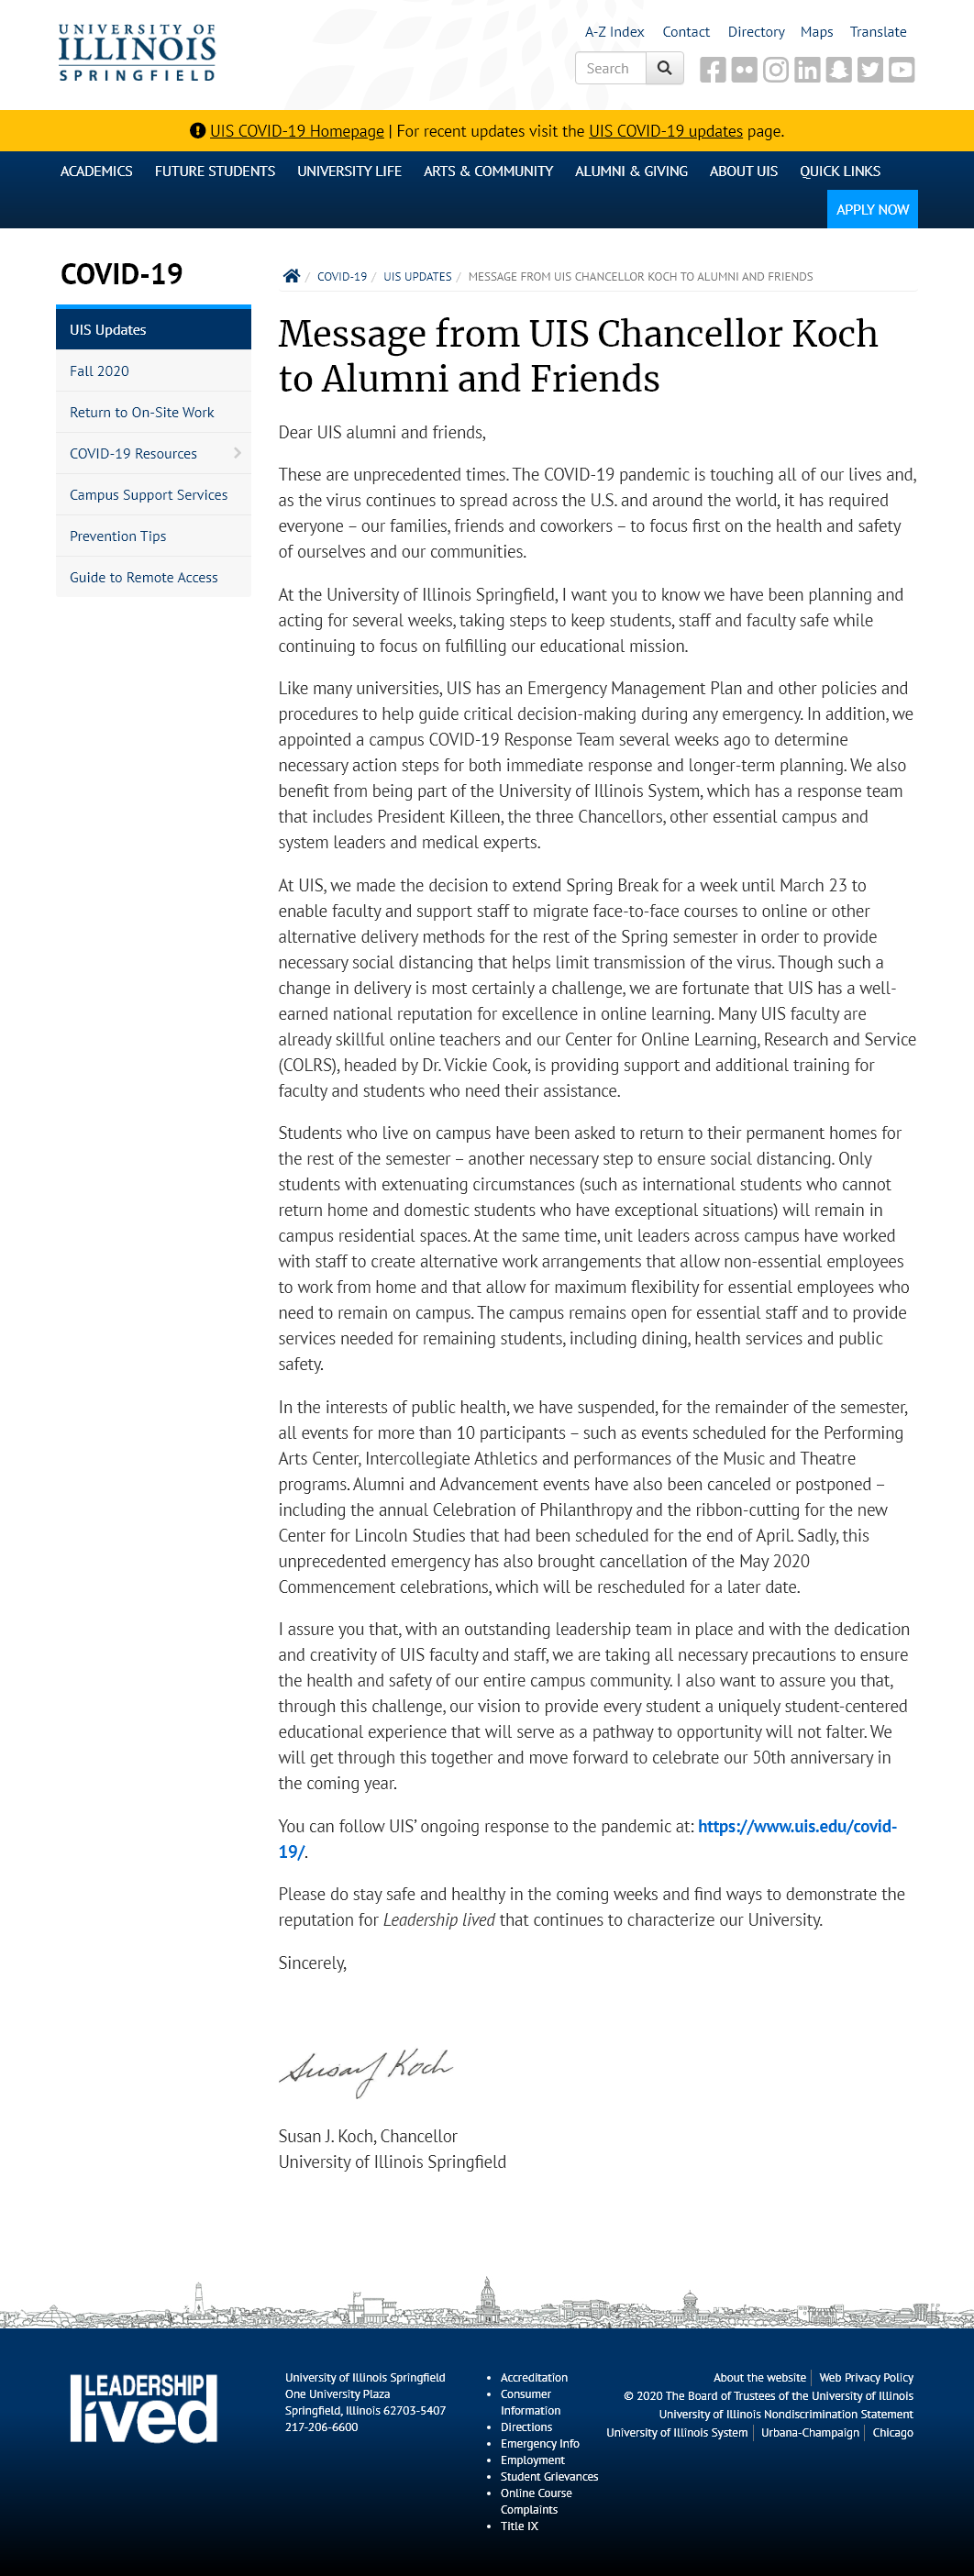 UNIVERSITY OF
ILLINOIS
SPRINGFIELD
A-Z Index Contact Directory Maps Translate
Search
UIS COVID-19 Homepage | For recent updates visit the UIS COVID-19 updates page.
ACADEMICS FUTURE STUDENTS UNIVERSITY LIFE ARTS & COMMUNITY ALUMNI & GIVING ABOUT UIS QUICK LINKS
APPLY NOW
COVID-19
UIS Updates
Fall 2020
Return to On-Site Work
COVID-19 Resources
Campus Support Services
Prevention Tips
Guide to Remote Access
/ COVID-19 / UIS UPDATES / MESSAGE FROM UIS CHANCELLOR KOCH TO ALUMNI AND FRIENDS
Message from UIS Chancellor Koch
to Alumni and Friends
Dear UIS alumni and friends,
These are unprecedented times. The COVID-19 pandemic is touching all of our lives and,
as the virus continues to spread across the U.S. and around the world, it has required
everyone – our families, friends and coworkers – to focus first on the health and safety
of ourselves and our communities.
At the University of Illinois Springfield, I want you to know we have been planning and
acting for several weeks, taking steps to keep students, staff and faculty safe while
continuing to focus on fulfilling our educational mission.
Like many universities, UIS has an Emergency Management Plan and other policies and
procedures to help guide critical decision-making during any emergency. In addition, we
appointed a campus COVID-19 Response Team several weeks ago to determine
necessary action steps for both immediate response and longer-term planning. We also
benefit from being part of the University of Illinois System, which has a response team
that includes President Killeen, the three Chancellors, other essential campus and
system leaders and medical experts.
At UIS, we made the decision to extend Spring Break for a week until March 23 to
enable faculty and support staff to migrate face-to-face courses to online or other
alternative delivery methods for the rest of the Spring semester in order to provide
necessary social distancing that helps limit transmission of the virus. Though such a
change in delivery is most certainly a challenge, we are fortunate that UIS has a well-
earned national reputation for excellence in online learning. Many UIS faculty are
already skillful online teachers and our Center for Online Learning, Research and Service
(COLRS), headed by Dr. Vickie Cook, is providing support and additional training for
faculty and students who need their assistance.
Students who live on campus have been asked to return to their permanent homes for
the rest of the semester – another necessary step to ensure social distancing. Only
students with extenuating circumstances (such as international students who cannot
return home and domestic students who have exceptional situations) will remain in
campus residential spaces. At the same time, unit leaders across campus have worked
with staff to create alternative work arrangements that allow non-essential employees
to work from home and that allow for maximum flexibility for essential employees who
need to remain on campus. The campus remains open for essential staff and to provide
services needed for remaining students, including dining, health services and public
safety.
In the interests of public health, we have suspended, for the remainder of the semester,
all events for more than 10 participants – such as events scheduled for the Performing
Arts Center, Intercollegiate Athletics and performances of the Music and Theatre
programs. Alumni and Advancement events have also been canceled or postponed –
including the annual Celebration of Philanthropy and the ribbon-cutting for the new
Center for Lincoln Studies that had been scheduled for the end of April. Sadly, this
unprecedented emergency has also brought cancellation of the May 2020
Commencement celebrations, which will be rescheduled for a later date.
I assure you that, with an outstanding leadership team in place and with the dedication
and creativity of UIS faculty and staff, we are taking all necessary precautions to ensure
the health and safety of our entire campus community. I also want to assure you that,
through this challenge, our vision to provide every student a uniquely student-centered
educational experience that will serve as a pathway to opportunity will not falter. We
will get through this together and move forward to celebrate our 50th anniversary in
the coming year.
You can follow UIS’ ongoing response to the pandemic at: https://www.uis.edu/covid-
19/.
Please do stay safe and healthy in the coming weeks and find ways to demonstrate the
reputation for Leadership lived that continues to characterize our University.
Sincerely,
Susan J Koch
Susan J. Koch, Chancellor
University of Illinois Springfield
LEADERSHIP
lived
University of Illinois Springfield
One University Plaza
Springfield, Illinois 62703-5407
217-206-6600
Accreditation
Consumer
Information
Directions
Emergency Info
Employment
Student Grievances
Online Course
Complaints
Title IX
About the website | Web Privacy Policy
© 2020 The Board of Trustees of the University of Illinois
University of Illinois Nondiscrimination Statement
University of Illinois System | Urbana-Champaign | Chicago